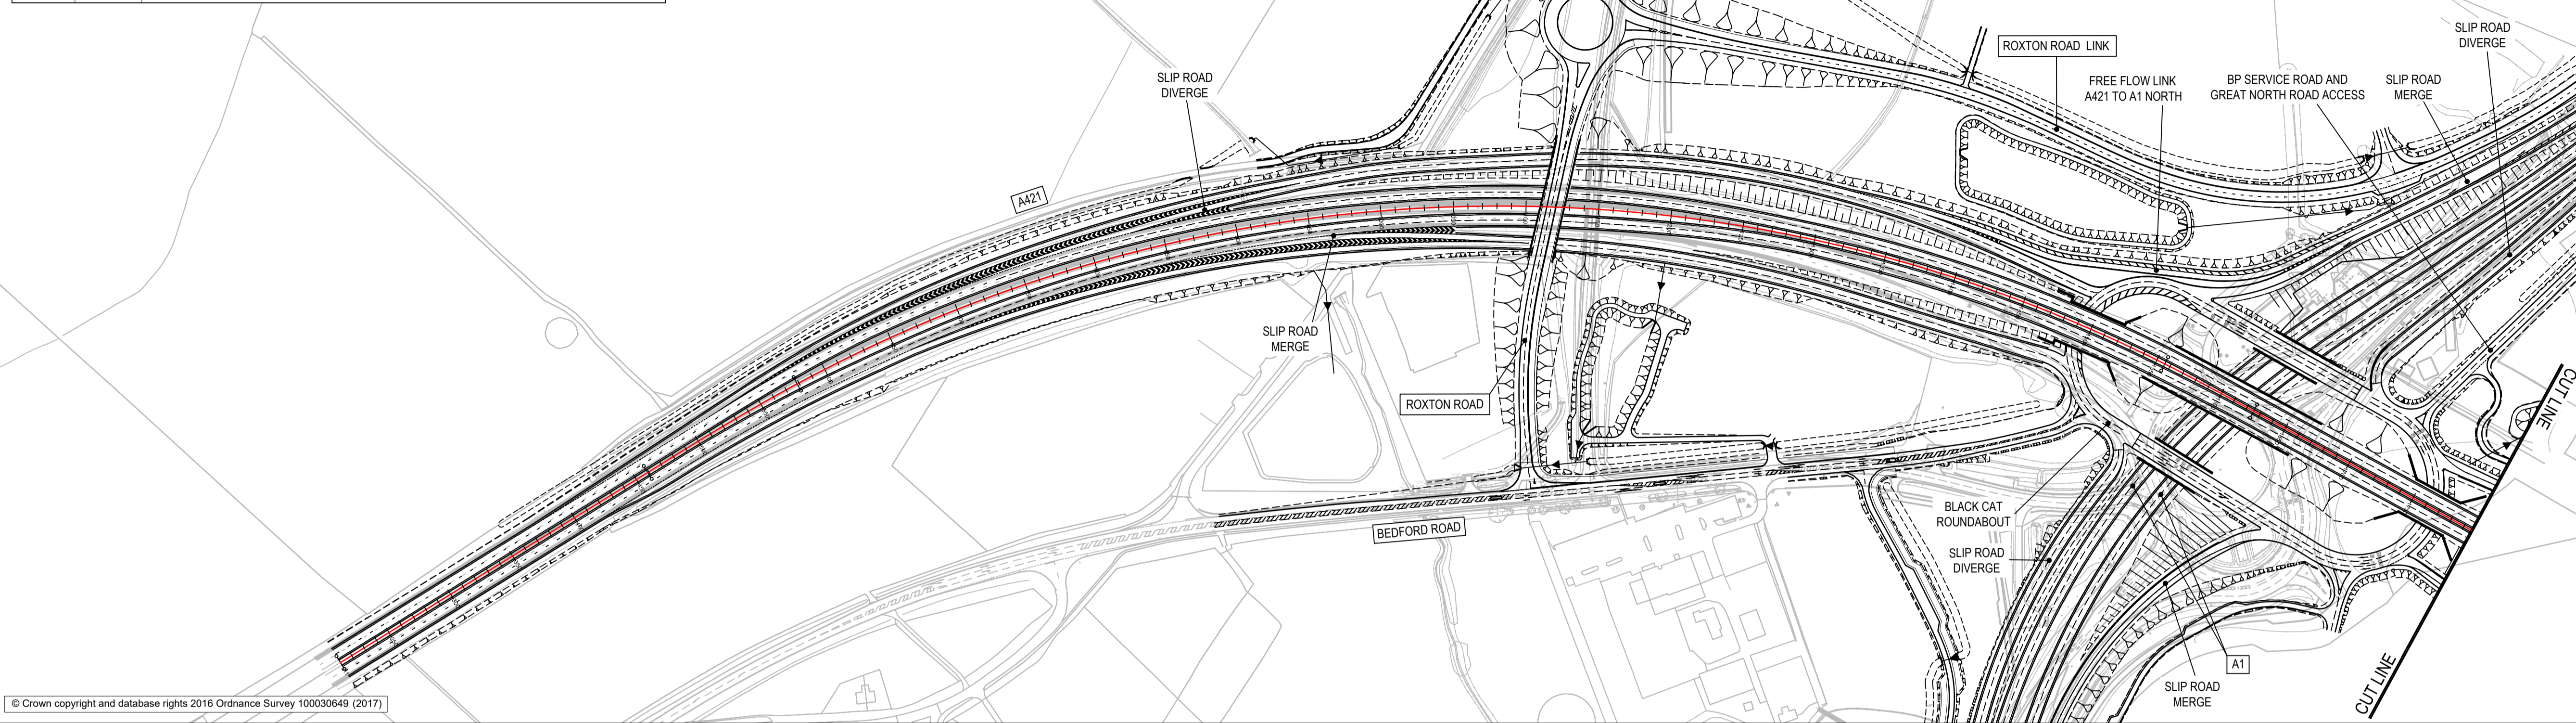 SLIP ROAD
DIVERGE
ROXTON ROAD LINK
SLIP ROAD
DIVERGE
FREE FLOW LINK
A421 TO A1 NORTH
BP SERVICE ROAD AND
GREAT NORTH ROAD ACCESS
SLIP ROAD
MERGE
A421
SLIP ROAD
MERGE
ROXTON ROAD
CUT LINE
BEDFORD ROAD
BLACK CAT
ROUNDABOUT
SLIP ROAD
DIVERGE
A1
SLIP ROAD
MERGE
CUT LINE
© Crown copyright and database rights 2016 Ordnance Survey 100030649 (2017)